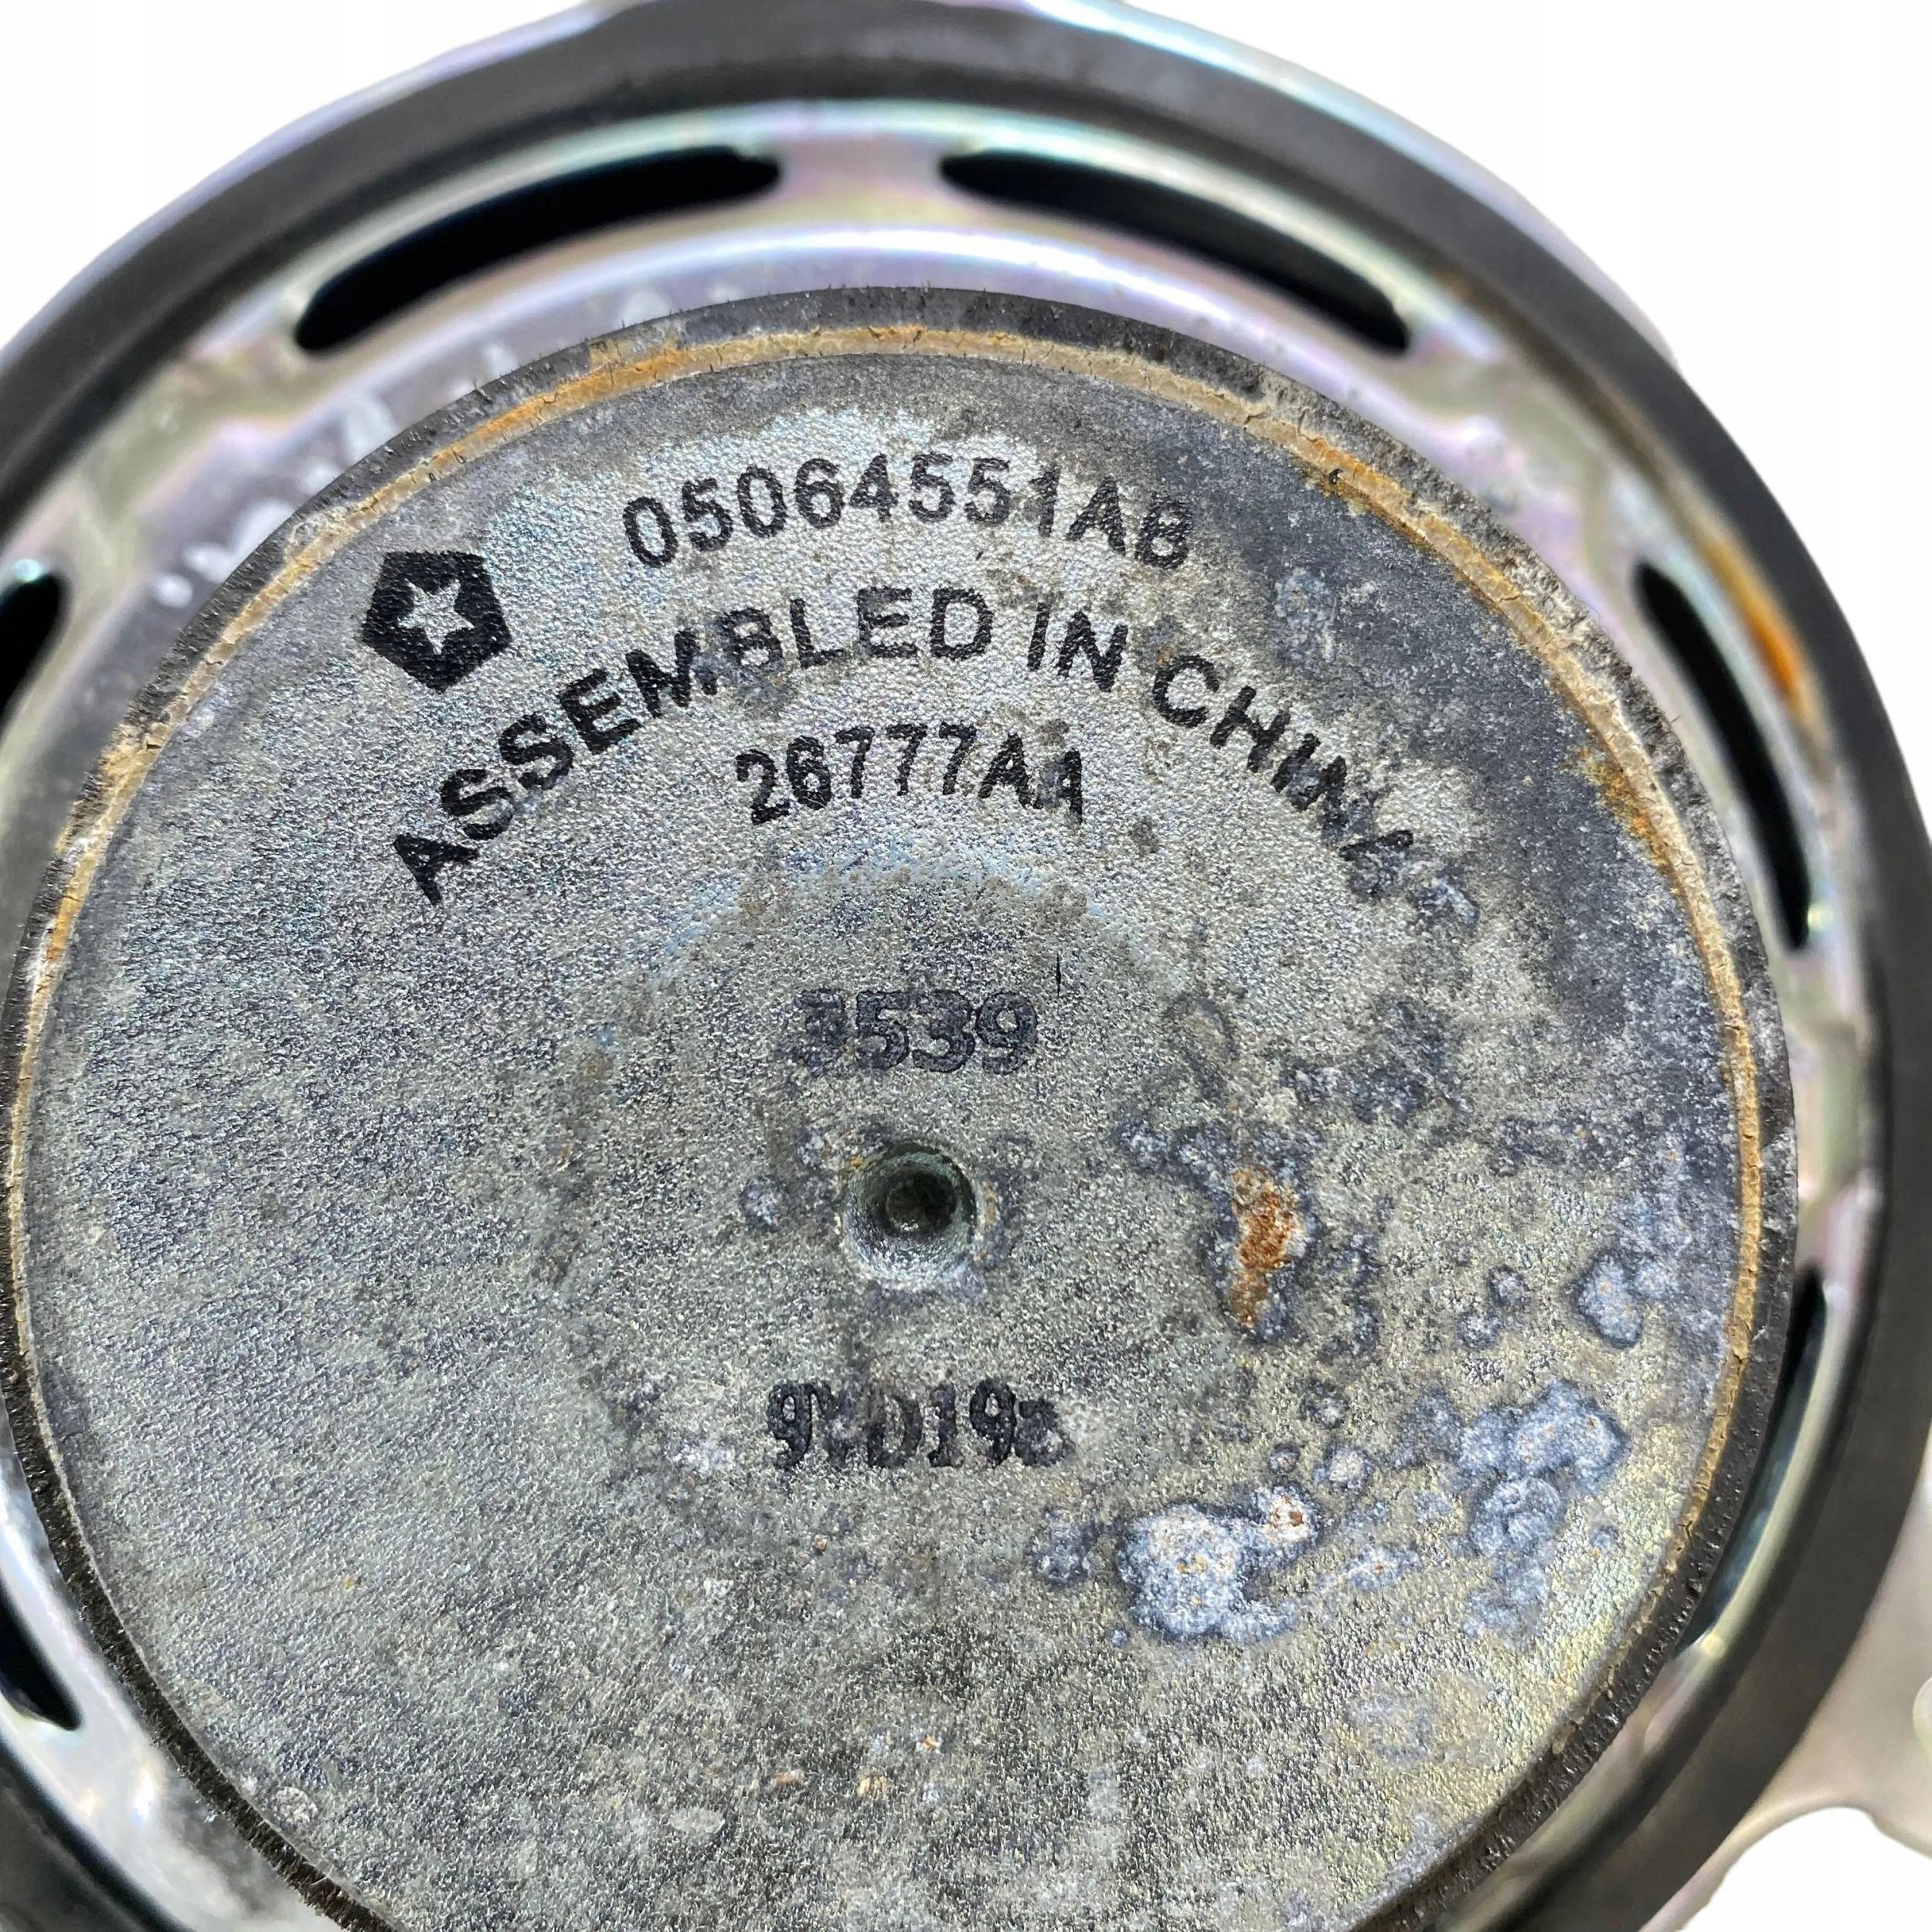 05064551AB
ASSEMBLED IN CHINA
26777AA
3539